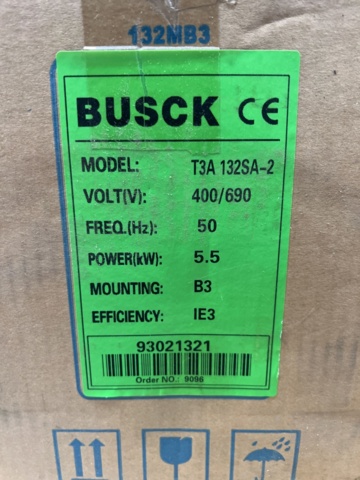 132MB3
BUSCK CE
MODEL: T3A 132SA-2
VOLT(V): 400/690
FREQ.(Hz): 50
POWER(kW): 5.5
MOUNTING: B3
EFFICIENCY: IE3
93021321
Order NO.: 9096